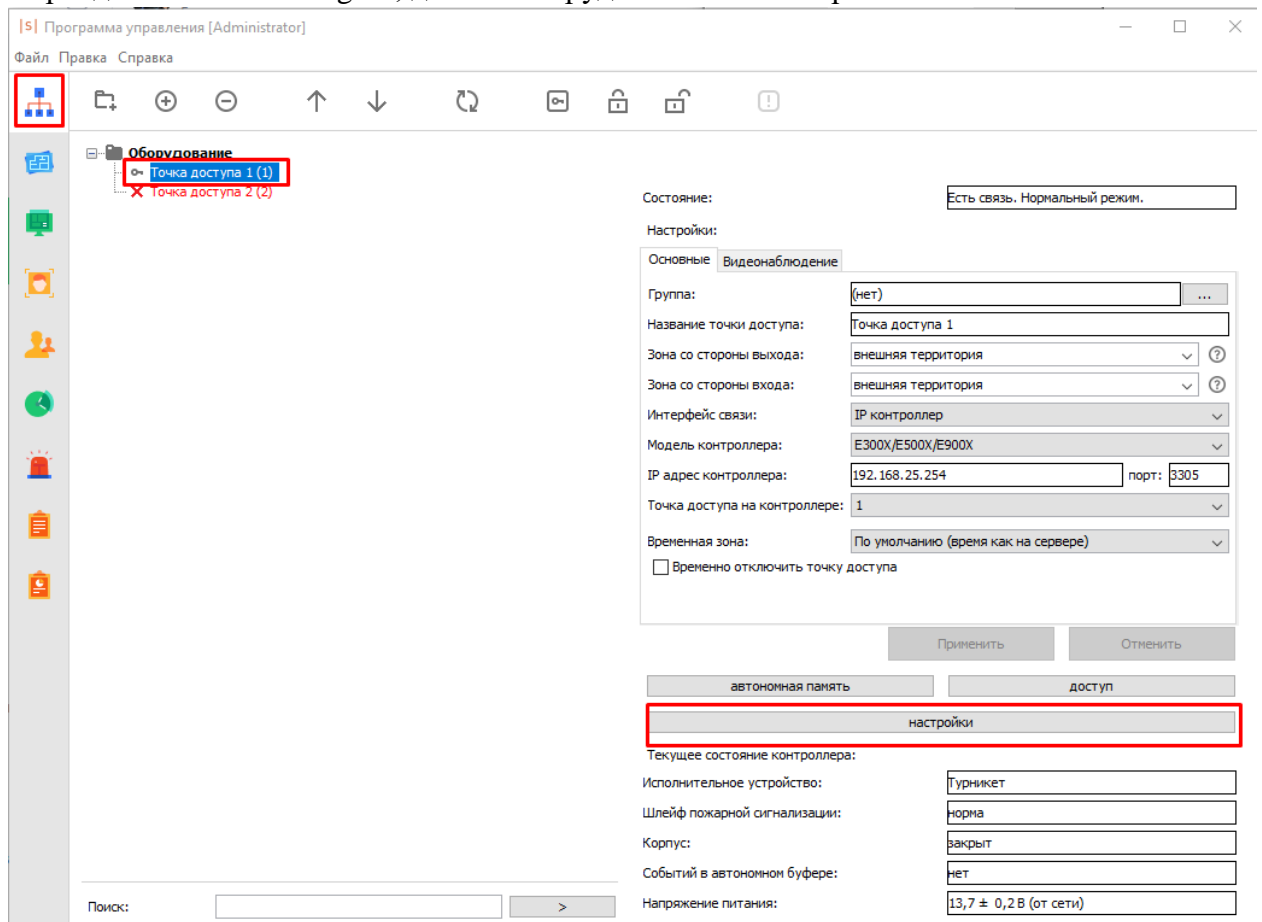 |S| Программа управления [Administrator]
Файл Правка Справка
Оборудование
Точка доступа 1 (1)
Точка доступа 2 (2)
Состояние: Есть связь. Нормальный режим.
Настройки:
Основные Видеонаблюдение
Группа: (нет) ...
Название точки доступа: Точка доступа 1
Зона со стороны выхода: внешняя территория
Зона со стороны входа: внешняя территория
Интерфейс связи: IP контроллер
Модель контроллера: E300X/E500X/E900X
IP адрес контроллера: 192.168.25.254 порт: 3305
Точка доступа на контроллере: 1
Временная зона: По умолчанию (время как на сервере)
Временно отключить точку доступа
Применить Отменить
автономная память доступ
настройки
Текущее состояние контроллера:
Исполнительное устройство: Турникет
Шлейф пожарной сигнализации: норма
Корпус: закрыт
Событий в автономном буфере: нет
Напряжение питания: 13,7 ± 0,2 В (от сети)
Поиск: >